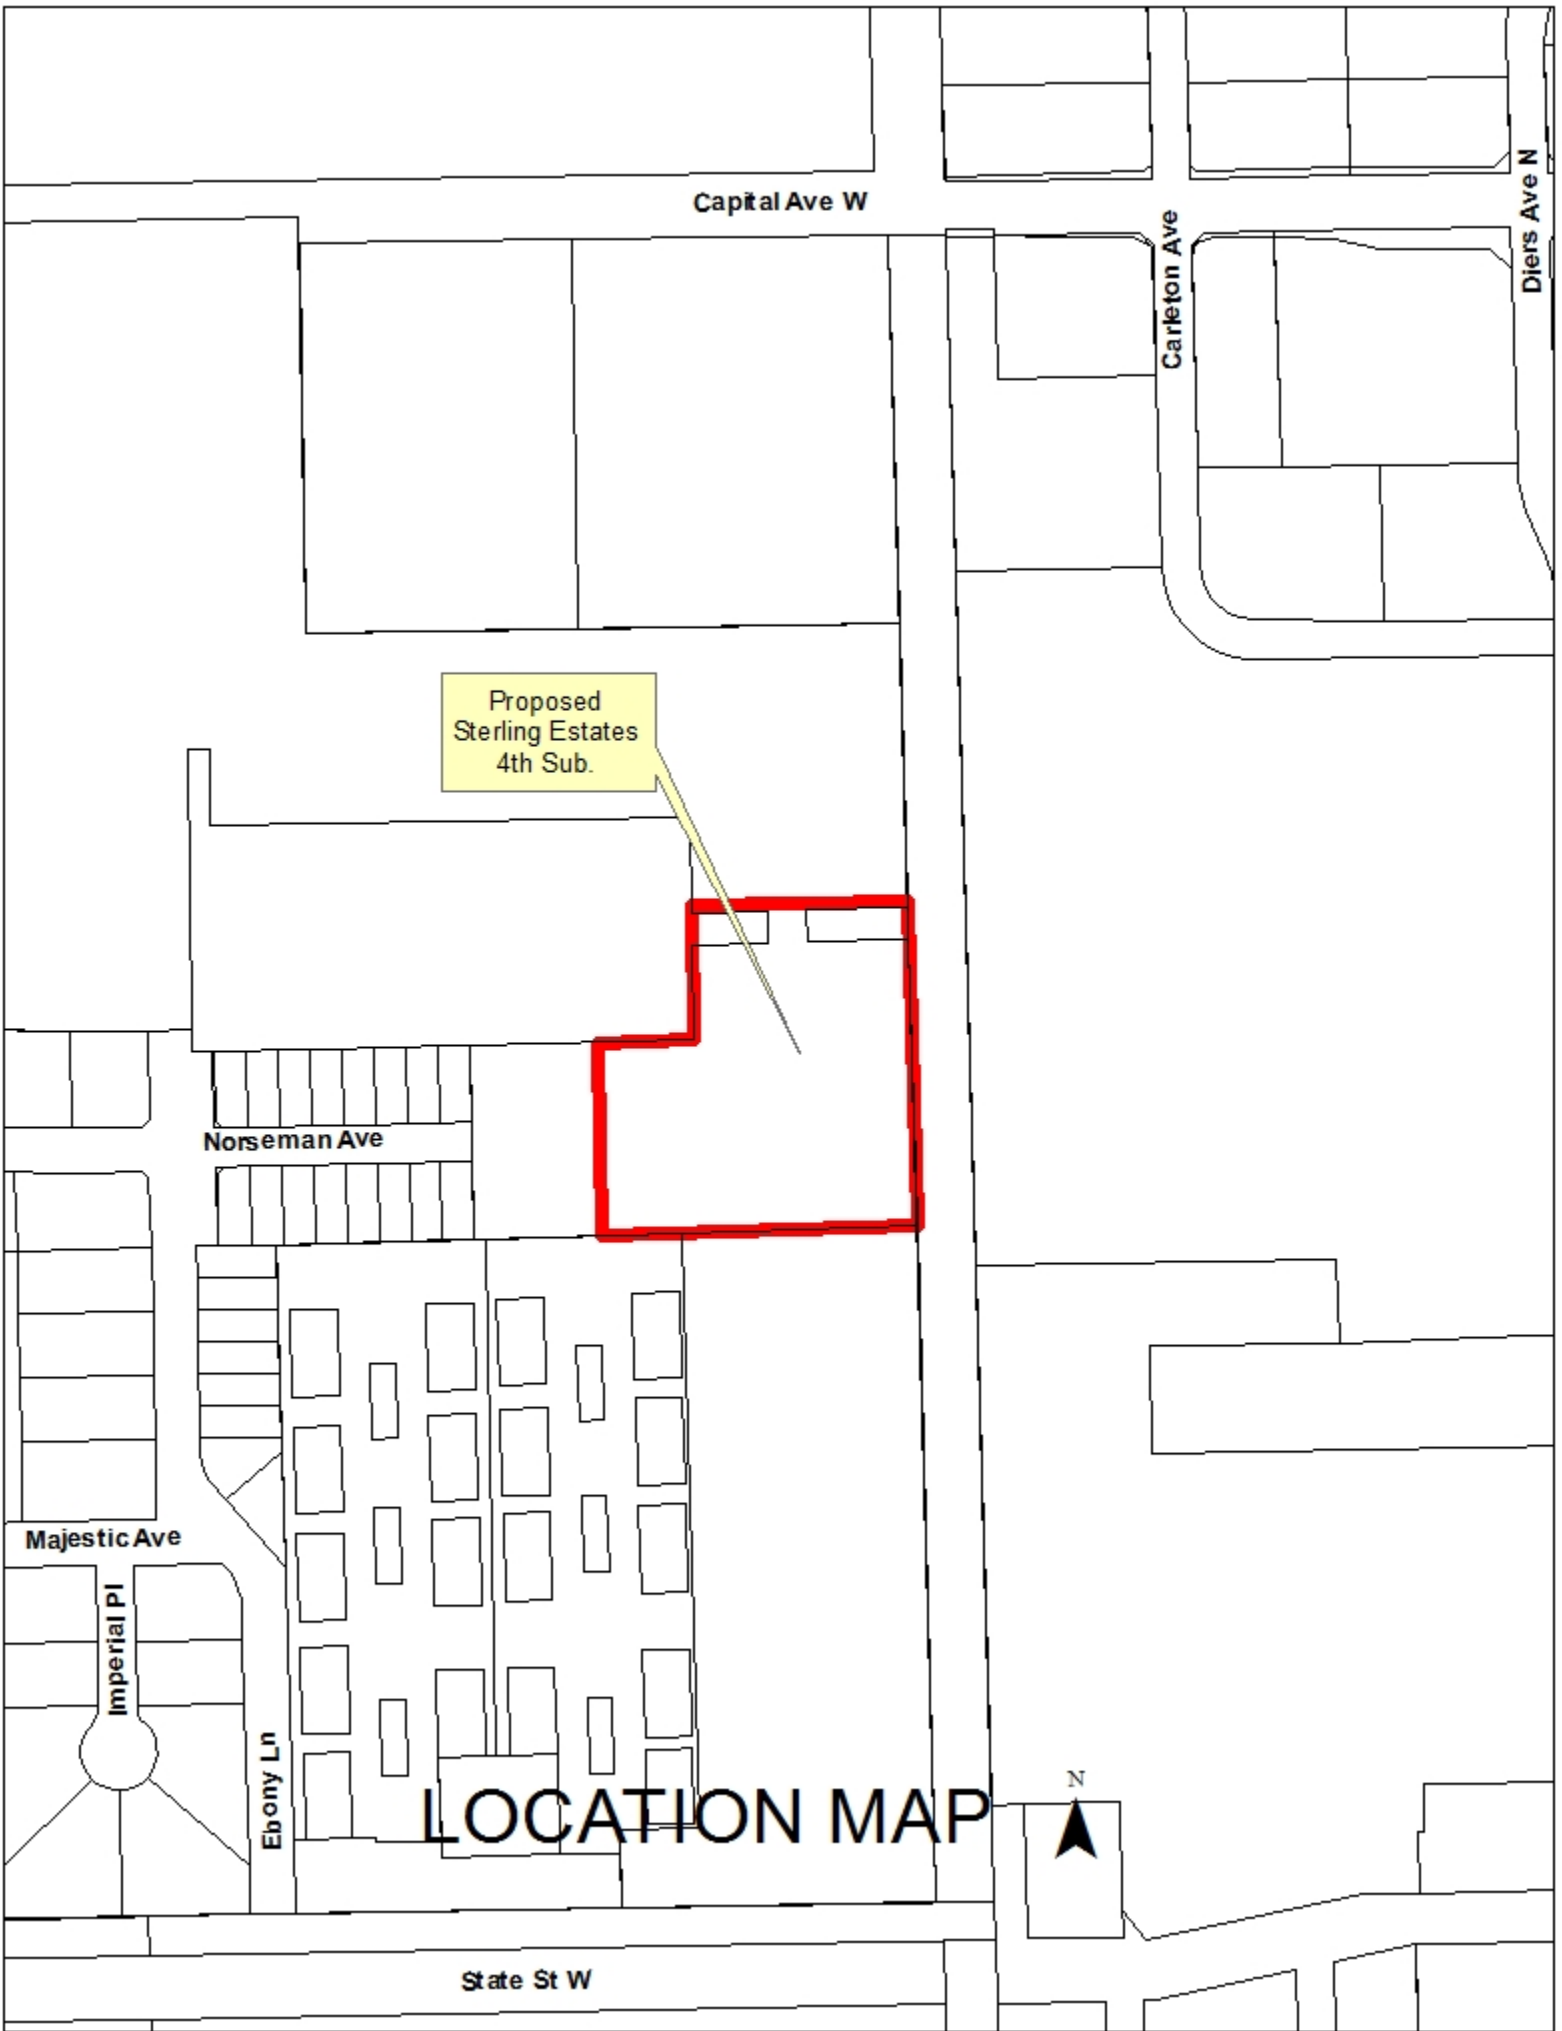 Capital Ave W
Carleton Ave
Diers Ave N
Proposed
Sterling Estates
4th Sub.
Norseman Ave
Majestic Ave
Imperial Pl
Ebony Ln
LOCATION MAP
N
State St W